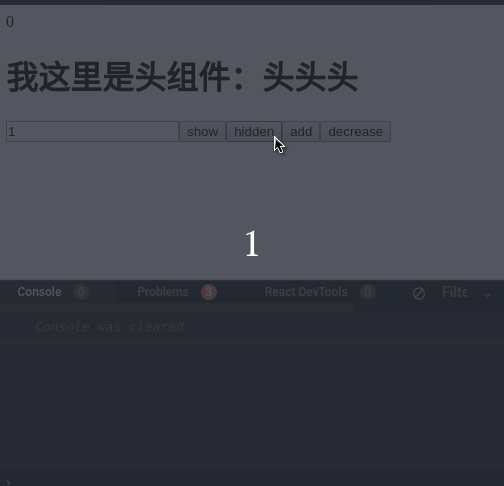 0
我这里是头组件：头头头
1 show hidden add decrease
1
Console 0 Problems 3 React DevTools 0 Filte
Console was cleared